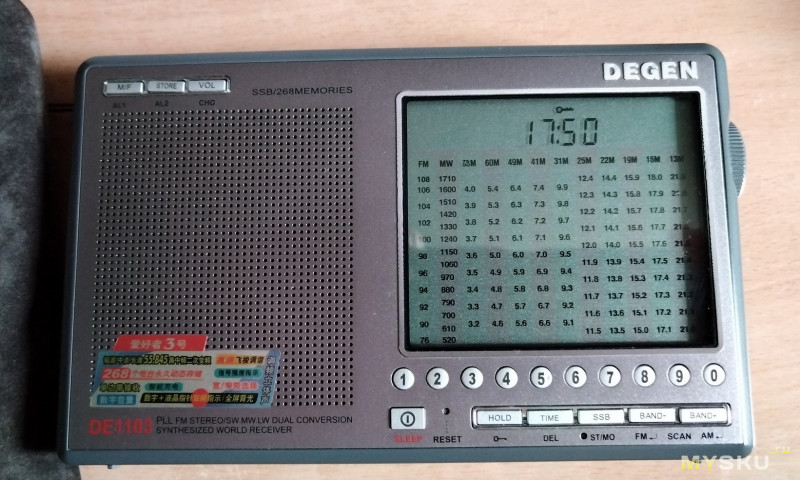 DEGEN
M/F STORE VOL
AL1 AL2 CHG
SSB/268MEMORIES
17:50
FM MW 60M 49M 41M 31M 25M 22M 19M 15M 13M
108 1710 12.4 14.4 15.9 18.0
106 1600 4.0 5.4 6.4 7.4 9.9
12.3 14.3 15.8 17.9
104 1510 3.9 5.3 6.3 7.3 9.8
1420 12.2 14.2 15.7 17.8
102 1330 3.8 5.2 6.2 7.2 9.7
12.1 14.1 15.6 17.7
100 1240 3.7 5.1 6.1 7.1 9.6
12.0 14.0 15.5 17.6
98 1150 3.6 5.0 6.0 7.0 9.5
1060 11.9 13.9 15.4 17.5
96 970 3.5 4.9 5.9 6.9 9.4
11.8 13.8 15.3 17.4
94 880 3.4 4.8 5.8 6.8 9.3
790 11.7 13.7 15.2 17.3
92 700 3.3 4.7 5.7 6.7 9.2
11.6 13.6 15.1 17.2
90 610 3.2 4.6 5.6 6.6 9.1
11.5 13.5 15.0 17.1
76 520
爱好者3号
268
数字音量
1 2 3 4 5 6 7 8 9 0
DE1103 PLL FM STEREO/SW.MW.LW DUAL CONVERSION
SYNTHESIZED WORLD RECEIVER
HOLD TIME SSB BAND- BAND+
SLEEP RESET DEL ST/MO FM SCAN AM
MYSKU